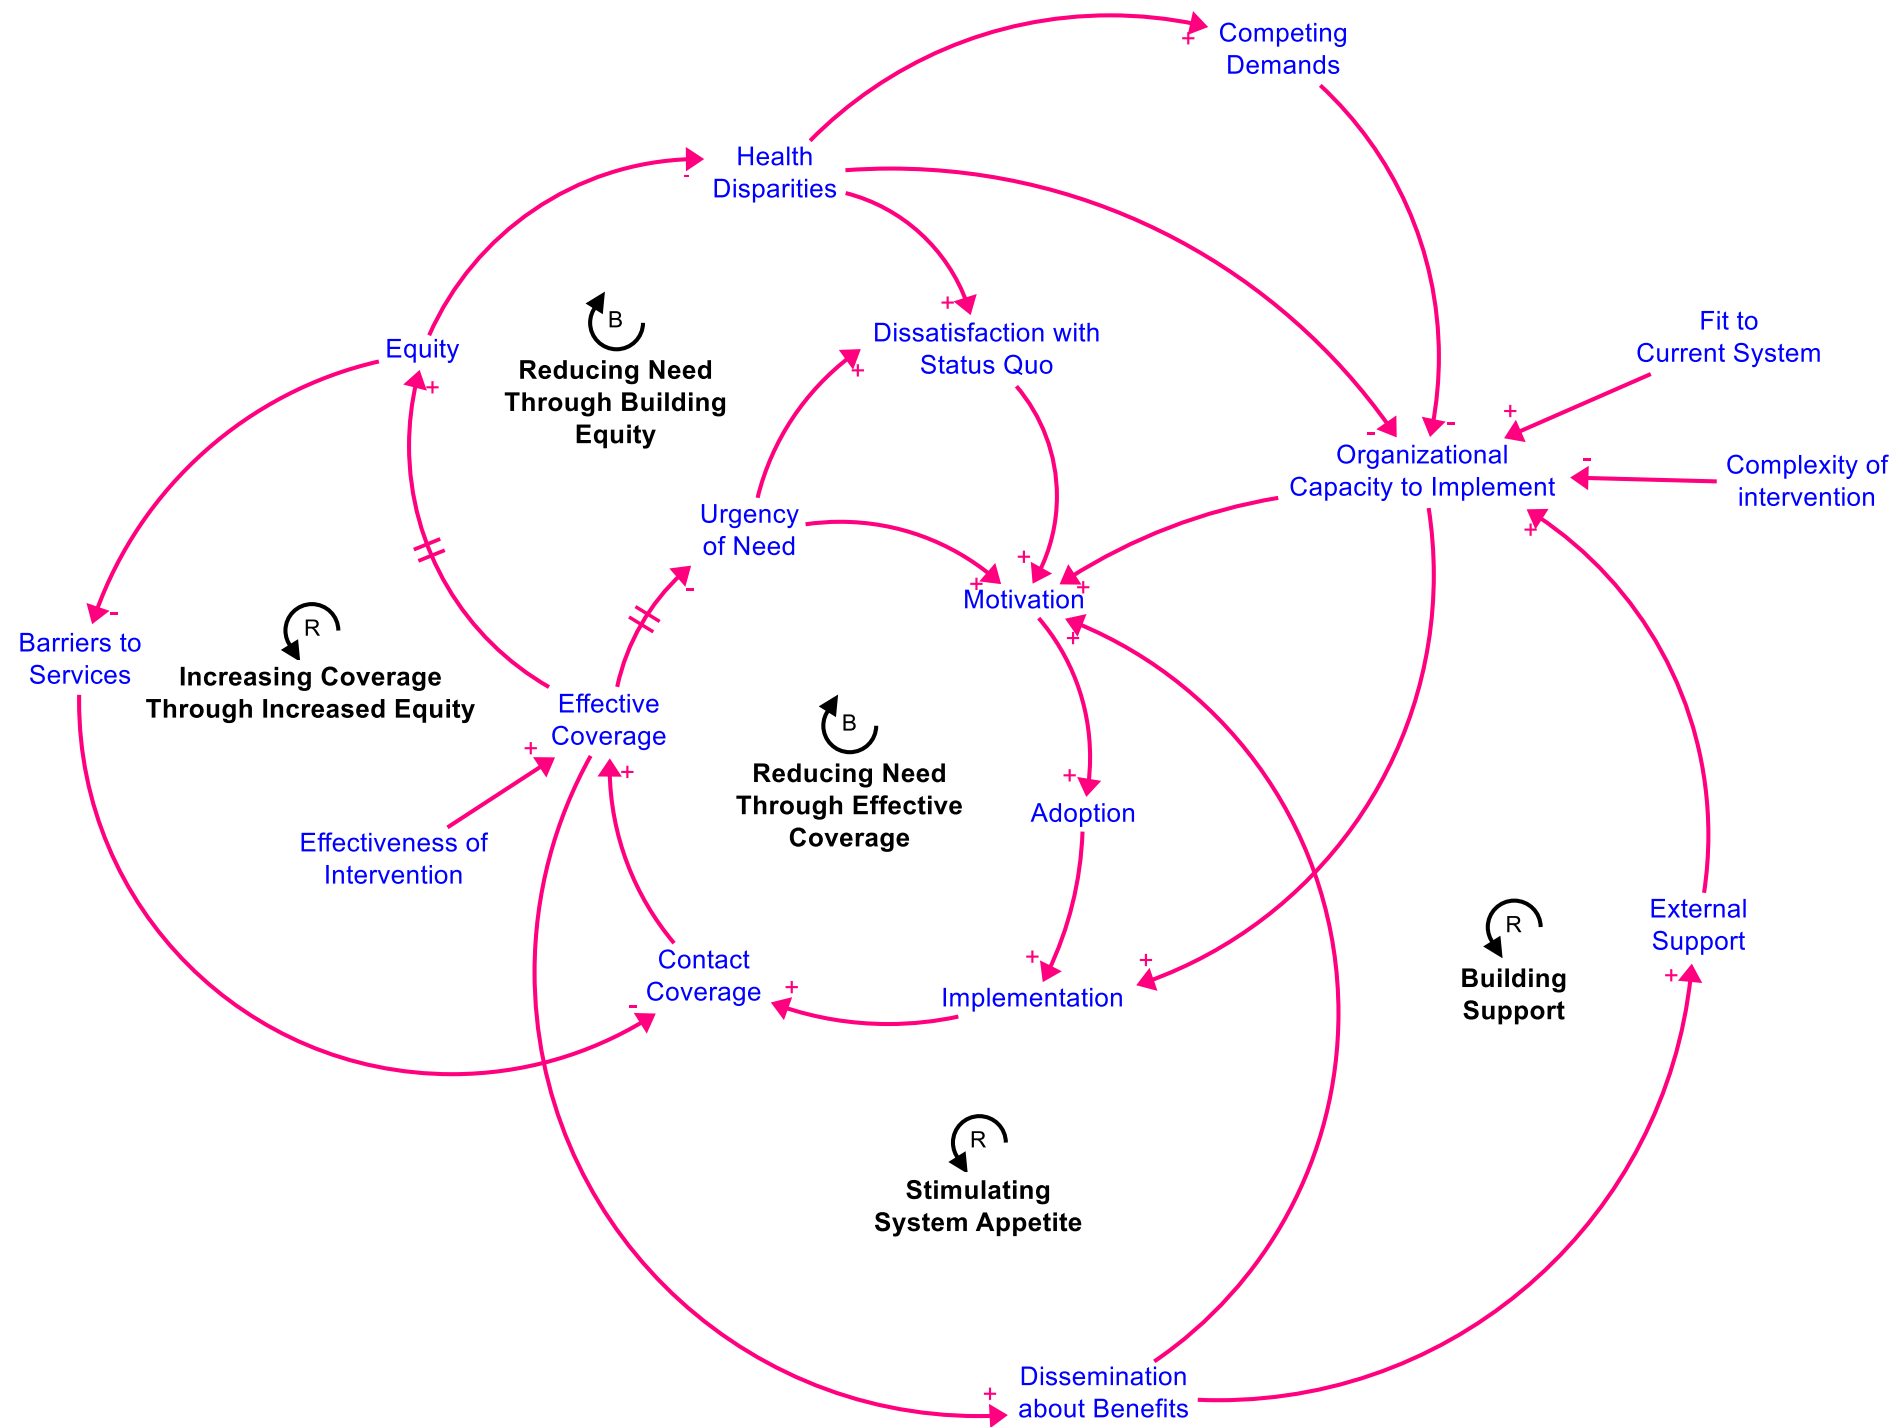 Competing
Demands
+
Health
Disparities
-
+
Dissatisfaction with
Status Quo
+
Fit to
Current System
+
B
Reducing Need
Through Building
Equity
Equity
+
-
-
Organizational
Capacity to Implement
-
Complexity of
intervention
+
Urgency
of Need
-
+
+
+
Motivation
+
-
Barriers to
Services
R
Increasing Coverage
Through Increased Equity
Effective
Coverage
+
+
Effectiveness of
Intervention
B
Reducing Need
Through Effective
Coverage
+
Adoption
+
+
Contact
Coverage
-
+
Implementation
External
Support
+
R
Building
Support
R
Stimulating
System Appetite
+
Dissemination
about Benefits